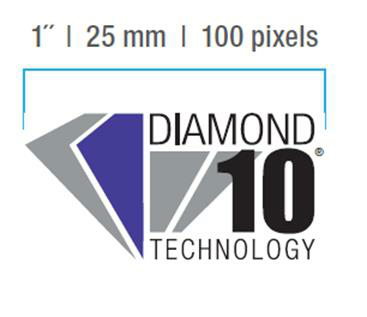 1˝ | 25 mm | 100 pixels
DIAMOND
10®
TECHNOLOGY